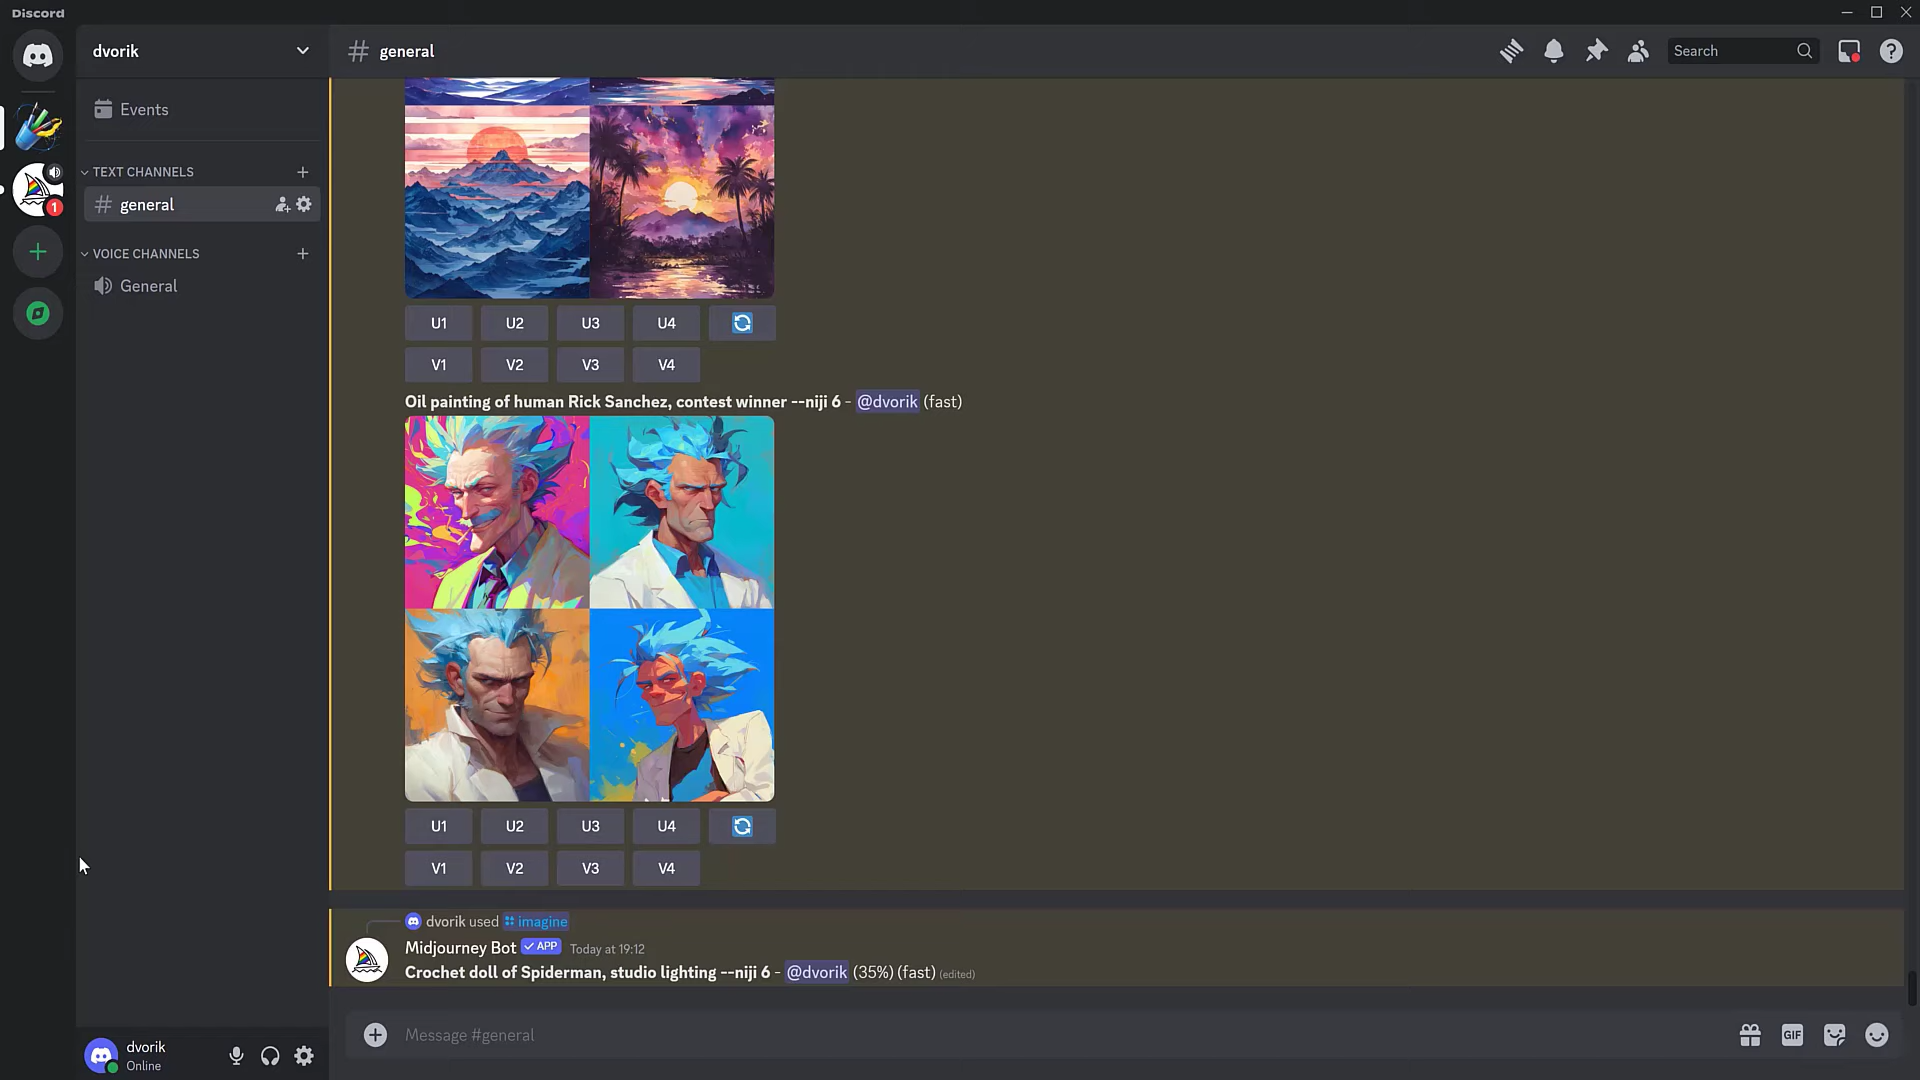 Discord
dvorik
general
Search
Events
TEXT CHANNELS
general
1
VOICE CHANNELS
General
U1 U2 U3 U4
V1 V2 V3 V4
Oil painting of human Rick Sanchez, contest winner --niji 6 - @dvorik (fast)
U1 U2 U3 U4
V1 V2 V3 V4
dvorik used imagine
Midjourney Bot APP Today at 19:12
Crochet doll of Spiderman, studio lighting --niji 6 - @dvorik (35%) (fast) (edited)
Message #general
GIF
dvorik
Online